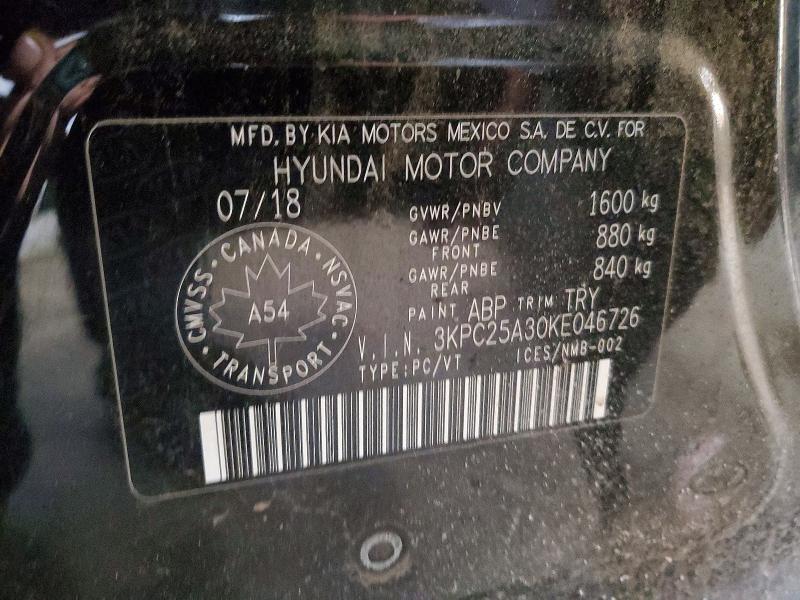 MFD. BY KIA MOTORS MEXICO S.A. DE C.V. FOR
HYUNDAI MOTOR COMPANY
07/18
GVWR/PNBV 1600 kg
GAWR/PNBE FRONT 880 kg
GAWR/PNBE REAR 840 kg
PAINT ABP TRIM TRY
CMVSS · CANADA · NSVAC
A54
· TRANSPORT ·
V.I.N. 3KPC25A30KE046726
TYPE:PC/VT ICES/NMB-002